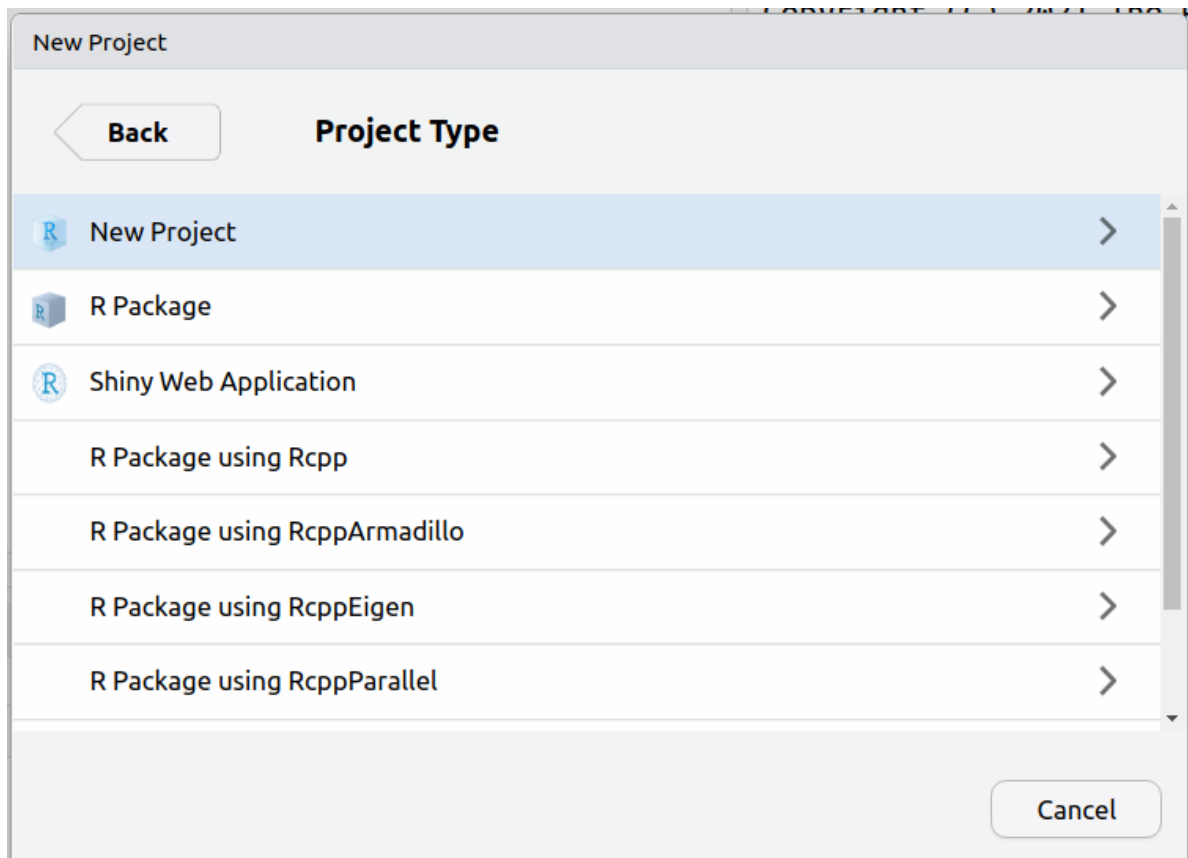 New Project
Back
Project Type
New Project
R Package
Shiny Web Application
R Package using Rcpp
R Package using RcppArmadillo
R Package using RcppEigen
R Package using RcppParallel
Cancel